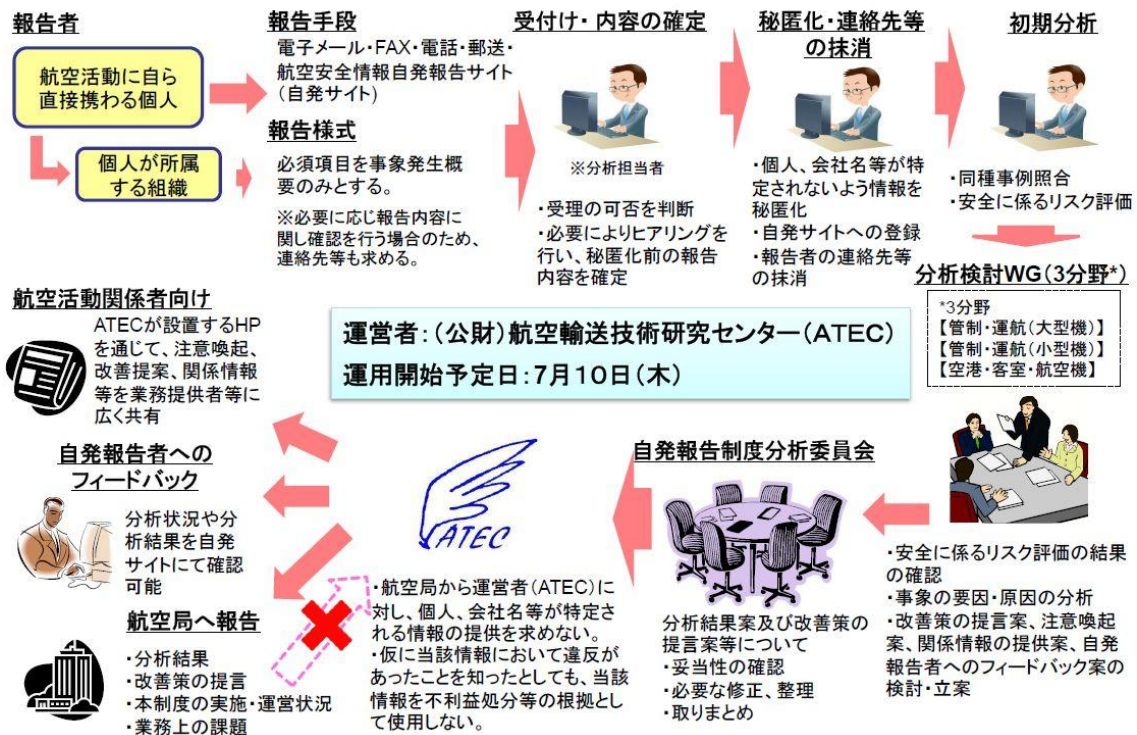 報告者
航空活動に自ら
直接携わる個人
個人が所属
する組織
報告手段
電子メール・FAX・電話・郵送・
航空安全情報自発報告サイト
(自発サイト)
報告様式
必須項目を事象発生概
要のみとする。
※必要に応じ報告内容に
関し確認を行う場合のため、
連絡先等も求める。
受付け・内容の確定
※分析担当者
・受理の可否を判断
・必要によりヒアリングを
行い、秘匿化前の報告
内容を確定
秘匿化・連絡先等
の抹消
・個人、会社名等が特
定されないよう情報を
秘匿化
・自発サイトへの登録
・報告者の連絡先等
の抹消
初期分析
・同種事例照合
・安全に係るリスク評価
分析検討WG(3分野*)
*3分野
【管制・運航(大型機)】
【管制・運航(小型機)】
【空港・客室・航空機】
・安全に係るリスク評価の結果
の確認
・事象の要因・原因の分析
・改善策の提言案、注意喚起
案、関係情報の提供案、自発
報告者へのフィードバック案の
検討・立案
運営者:(公財)航空輸送技術研究センター(ATEC)
運用開始予定日:7月10日(木)
自発報告制度分析委員会
分析結果案及び改善策の
提言案等について
・妥当性の確認
・必要な修正、整理
・取りまとめ
ATEC
・航空局から運営者(ATEC)に
対し、個人、会社名等が特定さ
れる情報の提供を求めない。
・仮に当該情報において違反が
あったことを知ったとしても、当該
情報を不利益処分等の根拠とし
て使用しない。
航空活動関係者向け
ATECが設置するHP
を通じて、注意喚起、
改善提案、関係情報
等を業務提供者等に
広く共有
自発報告者への
フィードバック
分析状況や分
析結果を自発
サイトにて確認
可能
航空局へ報告
・分析結果
・改善策の提言
・本制度の実施・運営状況
・業務上の課題